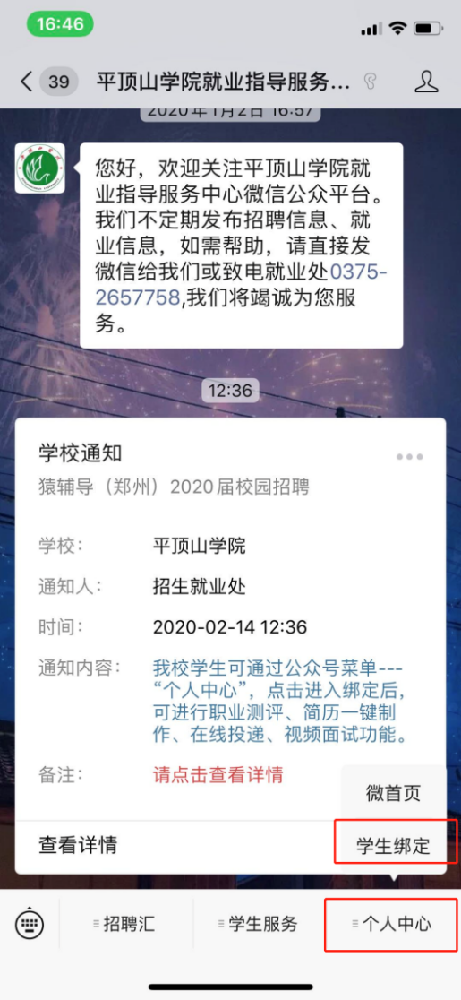 16:46
39
平顶山学院就业指导服务...
2020年1月2日 16:57
您好，欢迎关注平顶山学院就
业指导服务中心微信公众平台。
我们不定期发布招聘信息、就
业信息，如需帮助，请直接发
微信给我们或致电就业处0375-
2657758,我们将竭诚为您服
务。
12:36
学校通知
猿辅导（郑州）2020届校园招聘
学校： 平顶山学院
通知人： 招生就业处
时间： 2020-02-14 12:36
通知内容： 我校学生可通过公众号菜单---
“个人中心”，点击进入绑定后，
可进行职业测评、简历一键制
作、在线投递、视频面试功能。
备注： 请点击查看详情
微首页
查看详情
学生绑定
招聘汇
学生服务
个人中心